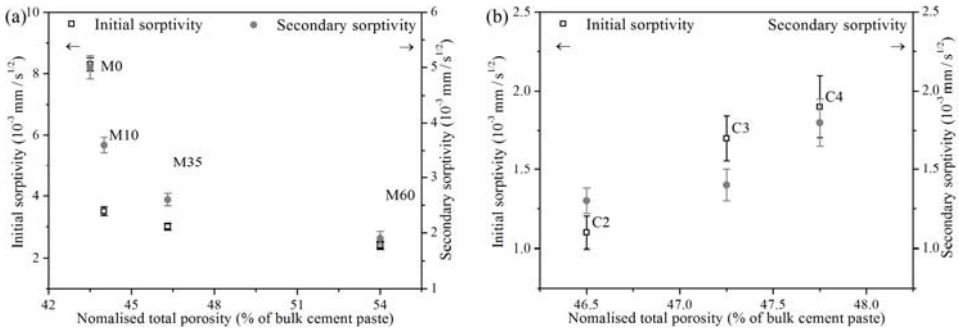 (a)
Initial sorptivity
Secondary sorptivity
10
8
6
4
2
Initial sorptivity (10⁻³ mm / s¹/²)
M0
M10
M35
M60
6
5
4
3
2
1
Secondary sorptivity (10⁻³ mm / s¹/²)
42 45 48 51 54
Nomalised total porosity (% of bulk cement paste)
(b)
Initial sorptivity
Secondary sorptivity
2.5
2.0
1.5
1.0
Initial sorptivity (10⁻³ mm / s¹/²)
C2
C3
C4
2.5
2.0
1.5
1.0
Secondary sorptivity (10⁻³ mm / s¹/²)
46.5 47.0 47.5 48.0
Nomalised total porosity (% of bulk cement paste)